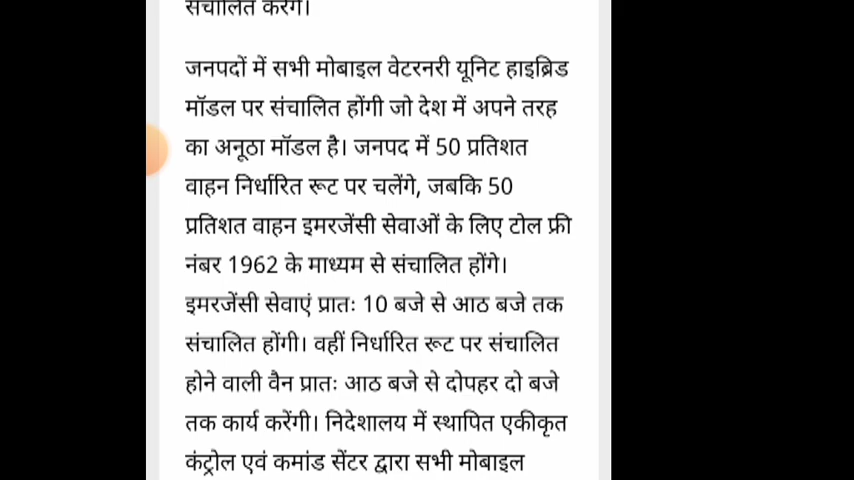 संचालित करेंगे।
जनपदों में सभी मोबाइल वेटरनरी यूनिट हाइब्रिड
मॉडल पर संचालित होंगी जो देश में अपने तरह
का अनूठा मॉडल है। जनपद में 50 प्रतिशत
वाहन निर्धारित रूट पर चलेंगे, जबकि 50
प्रतिशत वाहन इमरजेंसी सेवाओं के लिए टोल फ्री
नंबर 1962 के माध्यम से संचालित होंगे।
इमरजेंसी सेवाएं प्रातः 10 बजे से आठ बजे तक
संचालित होंगी। वहीं निर्धारित रूट पर संचालित
होने वाली वैन प्रातः आठ बजे से दोपहर दो बजे
तक कार्य करेंगी। निदेशालय में स्थापित एकीकृत
कंट्रोल एवं कमांड सेंटर द्वारा सभी मोबाइल